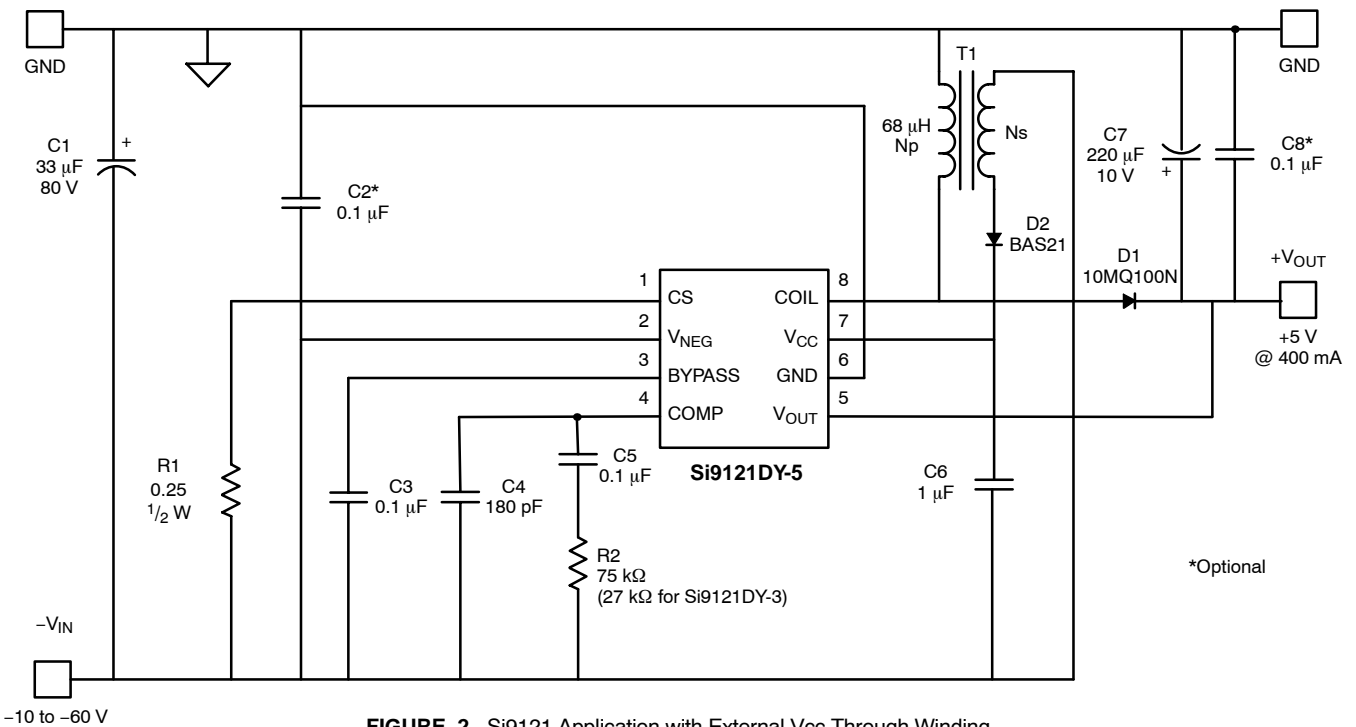 GND
GND
T1
C1
33 μF
80 V
+
68 μH
Np
Ns
C7
220 μF
10 V
+
C8*
0.1 μF
C2*
0.1 μF
D2
BAS21
D1
10MQ100N
+VOUT
+5 V
@ 400 mA
1
CS
COIL
8
2
VNEG
VCC
7
3
BYPASS
GND
6
4
COMP
VOUT
5
Si9121DY-5
R1
0.25
1/2 W
C3
0.1 μF
C4
180 pF
C5
0.1 μF
C6
1 μF
R2
75 kΩ
(27 kΩ for Si9121DY-3)
*Optional
−VIN
−10 to −60 V
FIGURE 2. Si9121 Application with External Vcc Through Winding